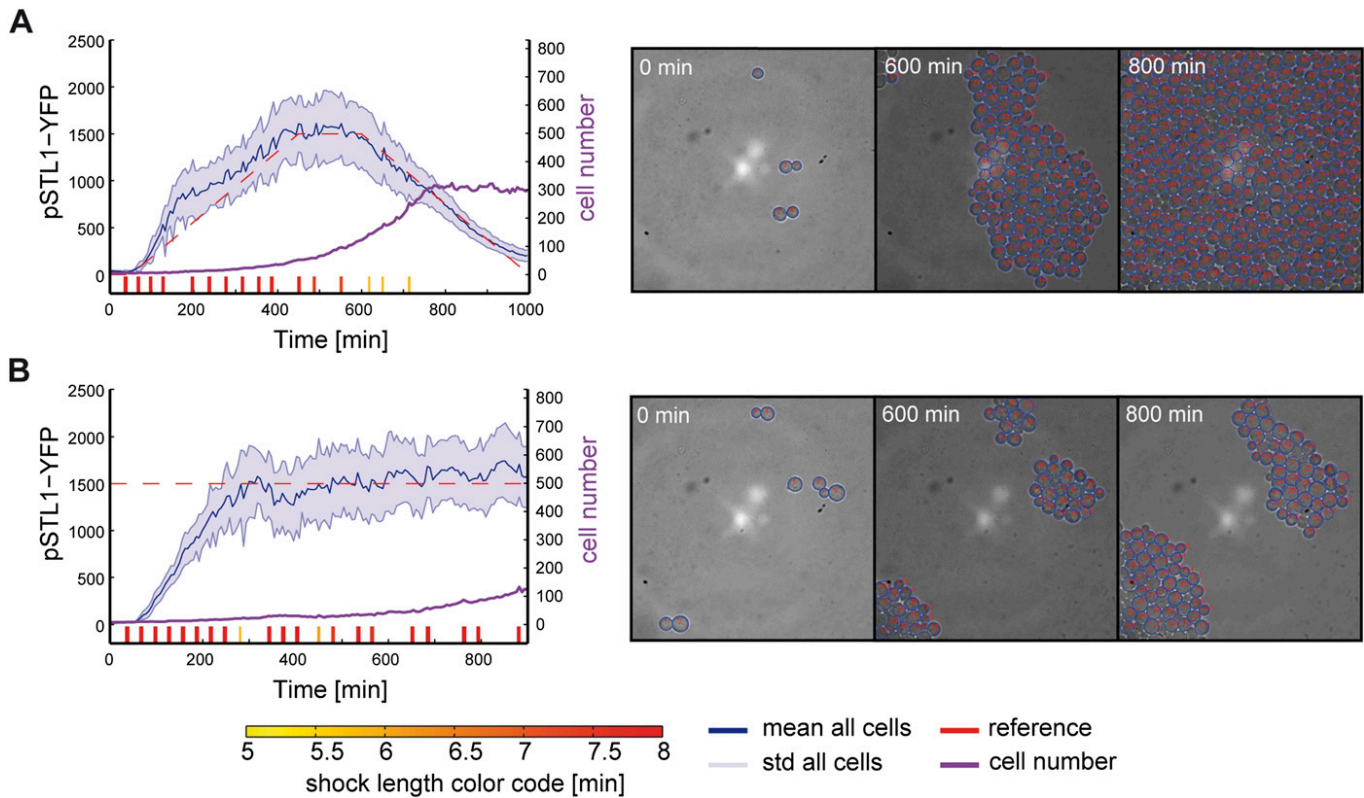 A
2500
2000
1500
1000
500
0
pSTL1−YFP
800
700
600
500
400
300
200
100
0
cell number
0 200 400 600 800 1000
Time [min]
0 min
600 min
800 min
B
2500
2000
1500
1000
500
0
pSTL1−YFP
800
700
600
500
400
300
200
100
0
cell number
0 200 400 600 800
Time [min]
0 min
600 min
800 min
5 5.5 6 6.5 7 7.5 8
shock length color code [min]
mean all cells
reference
std all cells
cell number